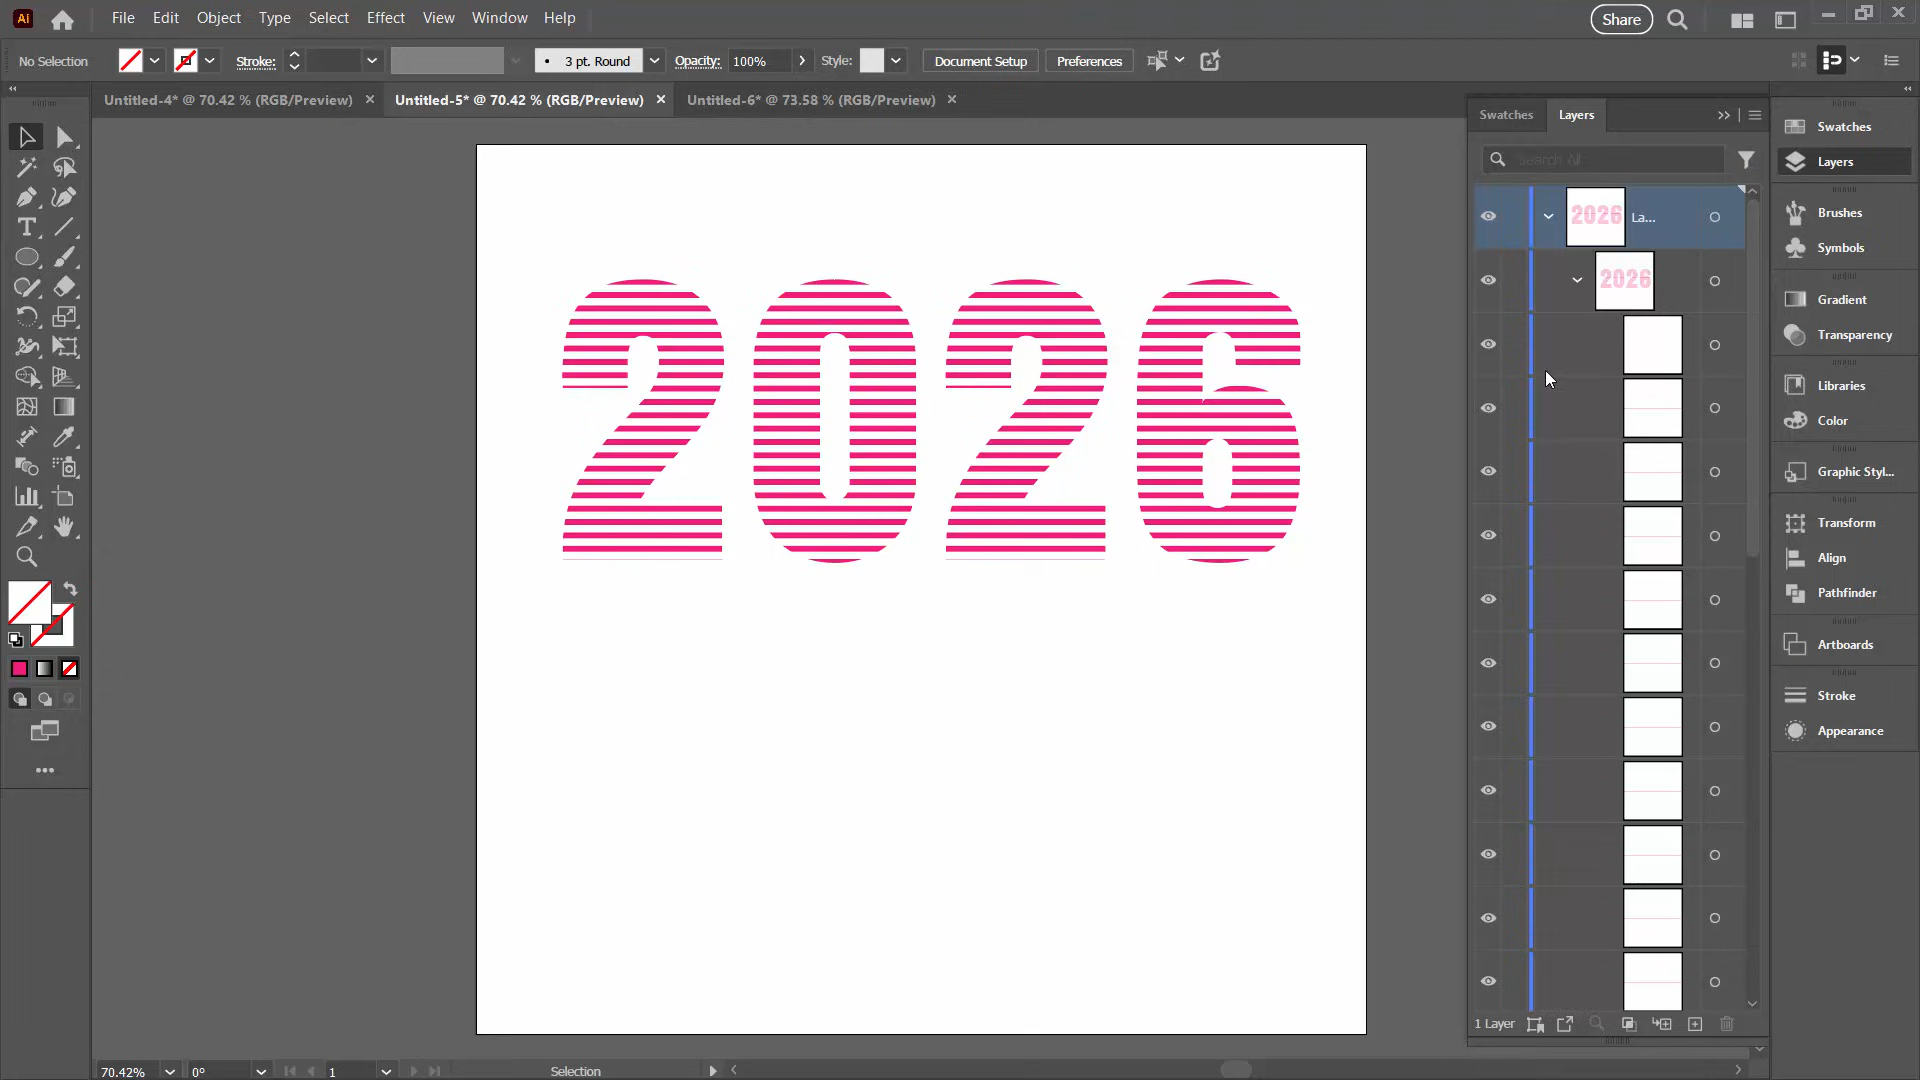 Ai File Edit Object Type Select Effect View Window Help Share
No Selection Stroke: 3 pt. Round Opacity: 100% Style: Document Setup Preferences
Untitled-4* @ 70.42 % (RGB/Preview) Untitled-5* @ 70.42 % (RGB/Preview) Untitled-6* @ 73.58 % (RGB/Preview)
Swatches Layers
Search All
2026 La...
2026
2026
1 Layer
Swatches
Layers
Brushes
Symbols
Gradient
Transparency
Libraries
Color
Graphic Styl...
Transform
Align
Pathfinder
Artboards
Stroke
Appearance
70.42% 0° 1 Selection